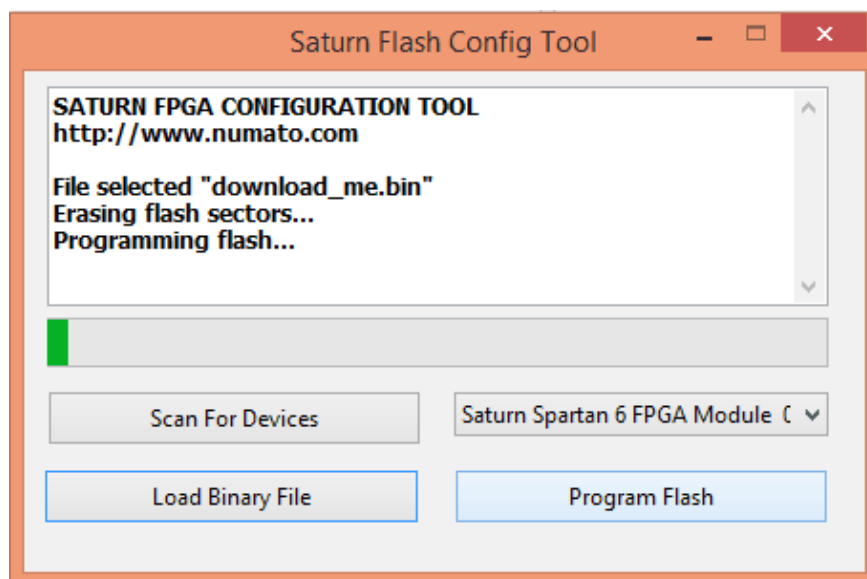 Saturn Flash Config Tool
SATURN FPGA CONFIGURATION TOOL
http://www.numato.com
File selected "download_me.bin"
Erasing flash sectors...
Programming flash...
Scan For Devices
Saturn Spartan 6 FPGA Module
Load Binary File
Program Flash